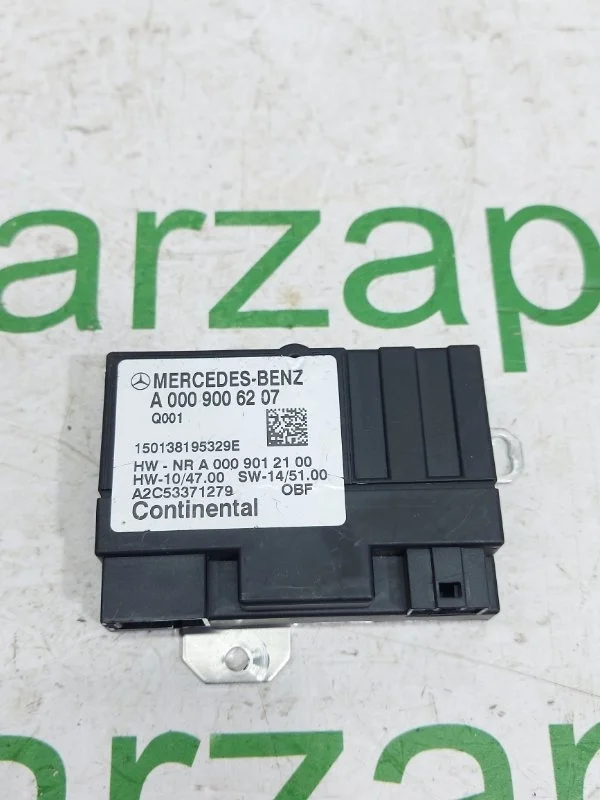 arzap
MERCEDES-BENZ
A 000 900 62 07
Q001
150138195329E
HW - NR A 000 901 21 00
HW-10/47.00 SW-14/51.00
A2C53371279 OBF
Continental